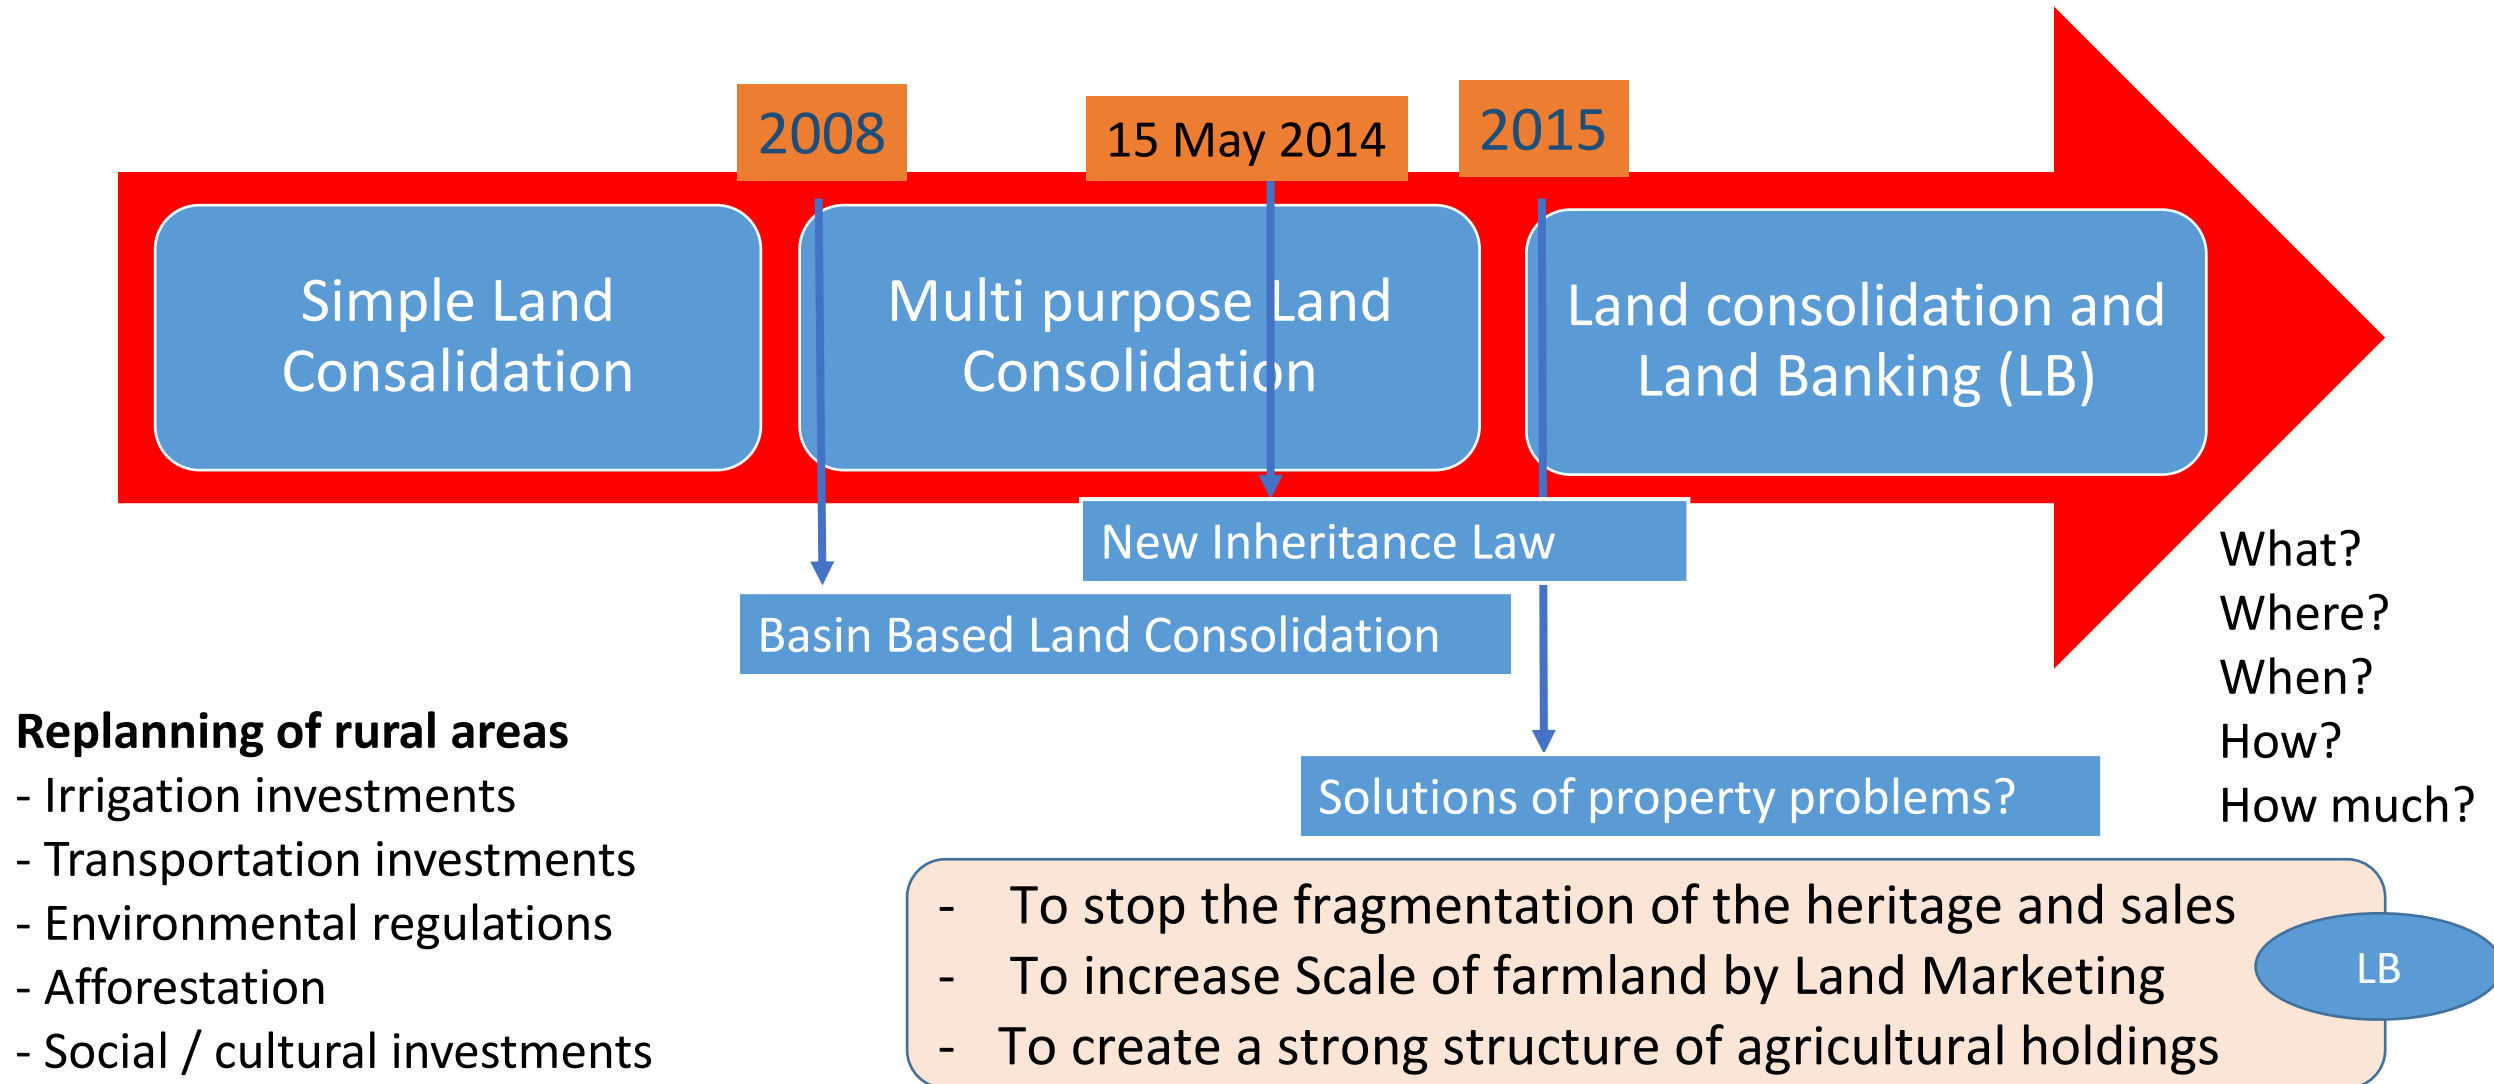 2008
15 May 2014
2015
Simple Land
Consalidation
Multi purpose Land
Consolidation
Land consolidation and
Land Banking (LB)
New Inheritance Law
Basin Based Land Consolidation
What?
Where?
When?
How?
How much?
Replanning of rural areas
- Irrigation investments
- Transportation investments
- Environmental regulations
- Afforestation
- Social / cultural investments
Solutions of property problems?
- To stop the fragmentation of the heritage and sales
- To increase Scale of farmland by Land Marketing
- To create a strong structure of agricultural holdings
LB